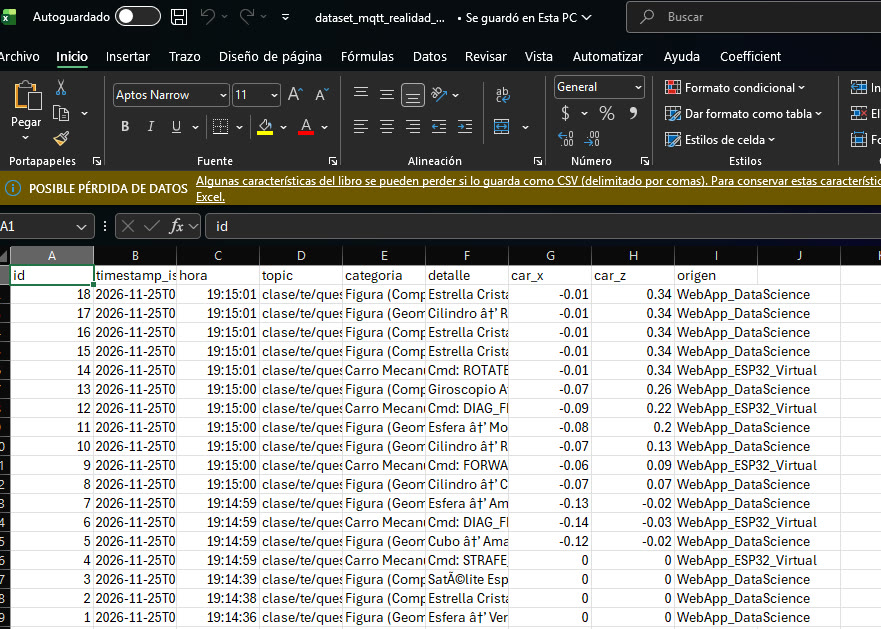 Autoguardado dataset_mqtt_realidad_... • Se guardó en Esta PC Buscar
Archivo Inicio Insertar Trazo Diseño de página Fórmulas Datos Revisar Vista Automatizar Ayuda Coefficient
Pegar
Portapapeles
Aptos Narrow 11 A A
B I U A
Fuente
ab
Alineación
General
$ % 9
Número
Formato condicional
Dar formato como tabla
Estilos de celda
Estilos
In
El
Fo
POSIBLE PÉRDIDA DE DATOS Algunas características del libro se pueden perder si lo guarda como CSV (delimitado por comas). Para conservar estas característic
Excel.
A1 fx id
A B C D E F G H I J
id timestamp_is hora topic categoria detalle car_x car_z origen
18 2026-11-25T0 19:15:01 clase/te/ques Figura (Comp Estrella Crista -0.01 0.34 WebApp_DataScience
17 2026-11-25T0 19:15:01 clase/te/ques Figura (Geom Cilindro â†’ R -0.01 0.34 WebApp_DataScience
16 2026-11-25T0 19:15:01 clase/te/ques Figura (Comp Estrella Crista -0.01 0.34 WebApp_DataScience
15 2026-11-25T0 19:15:01 clase/te/ques Figura (Comp Estrella Crista -0.01 0.34 WebApp_DataScience
14 2026-11-25T0 19:15:01 clase/te/ques Carro Mecanu Cmd: ROTATE -0.01 0.34 WebApp_ESP32_Virtual
13 2026-11-25T0 19:15:00 clase/te/ques Figura (Comp Giroscopio A -0.07 0.26 WebApp_DataScience
12 2026-11-25T0 19:15:00 clase/te/ques Carro Mecanu Cmd: DIAG_F -0.09 0.22 WebApp_ESP32_Virtual
11 2026-11-25T0 19:15:00 clase/te/ques Figura (Geom Esfera â†’ Mo -0.08 0.2 WebApp_DataScience
10 2026-11-25T0 19:15:00 clase/te/ques Figura (Geom Cilindro â†’ R -0.07 0.13 WebApp_DataScience
9 2026-11-25T0 19:15:00 clase/te/ques Carro Mecanu Cmd: FORWA -0.06 0.09 WebApp_ESP32_Virtual
8 2026-11-25T0 19:15:00 clase/te/ques Figura (Geom Cilindro â†’ C -0.07 0.07 WebApp_DataScience
7 2026-11-25T0 19:14:59 clase/te/ques Figura (Geom Esfera â†’ Am -0.13 -0.02 WebApp_DataScience
6 2026-11-25T0 19:14:59 clase/te/ques Carro Mecanu Cmd: DIAG_F -0.14 -0.03 WebApp_ESP32_Virtual
5 2026-11-25T0 19:14:59 clase/te/ques Figura (Geom Cubo â†’ Ama -0.12 -0.02 WebApp_DataScience
4 2026-11-25T0 19:14:59 clase/te/ques Carro Mecanu Cmd: STRAFE_ 0 0 WebApp_ESP32_Virtual
3 2026-11-25T0 19:14:39 clase/te/ques Figura (Comp SatÃ©lite Esp 0 0 WebApp_DataScience
2 2026-11-25T0 19:14:38 clase/te/ques Figura (Comp Estrella Crista 0 0 WebApp_DataScience
1 2026-11-25T0 19:14:36 clase/te/ques Figura (Geom Esfera â†’ Ver 0 0 WebApp_DataScience